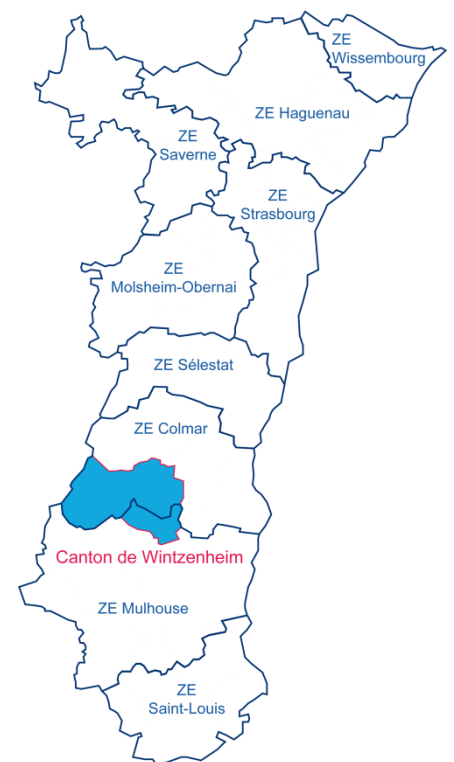 ZE
Wissembourg
ZE Haguenau
ZE
Saverne
ZE
Strasbourg
ZE
Molsheim-Obernai
ZE Sélestat
ZE Colmar
Canton de Wintzenheim
ZE Mulhouse
ZE
Saint-Louis